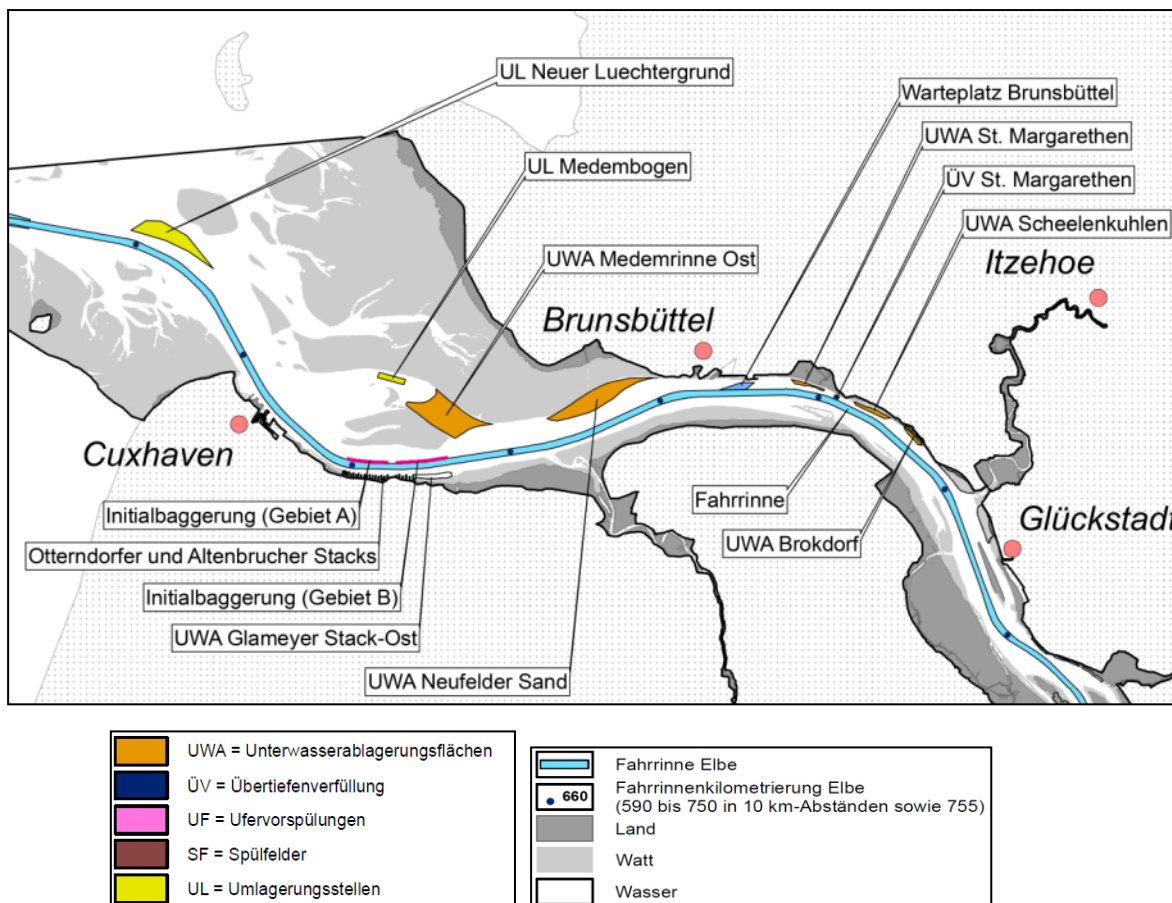 UL Neuer Luechtergrund
Warteplatz Brunsbüttel
UWA St. Margarethen
UL Medembogen
ÜV St. Margarethen
UWA Scheelenkuhlen
UWA Medemrinne Ost
Itzehoe
Brunsbüttel
Cuxhaven
Fahrrinne
Initialbaggerung (Gebiet A)
Glückstadt
UWA Brokdorf
Otterndorfer und Altenbrucher Stacks
Initialbaggerung (Gebiet B)
UWA Glameyer Stack-Ost
UWA Neufelder Sand
UWA = Unterwasserablagerungsflächen
ÜV = Übertiefenverfüllung
UF = Ufervorspülungen
SF = Spülfelder
UL = Umlagerungsstellen
Fahrrinne Elbe
660
Fahrrinnenkilometrierung Elbe
(590 bis 750 in 10 km-Abständen sowie 755)
Land
Watt
Wasser